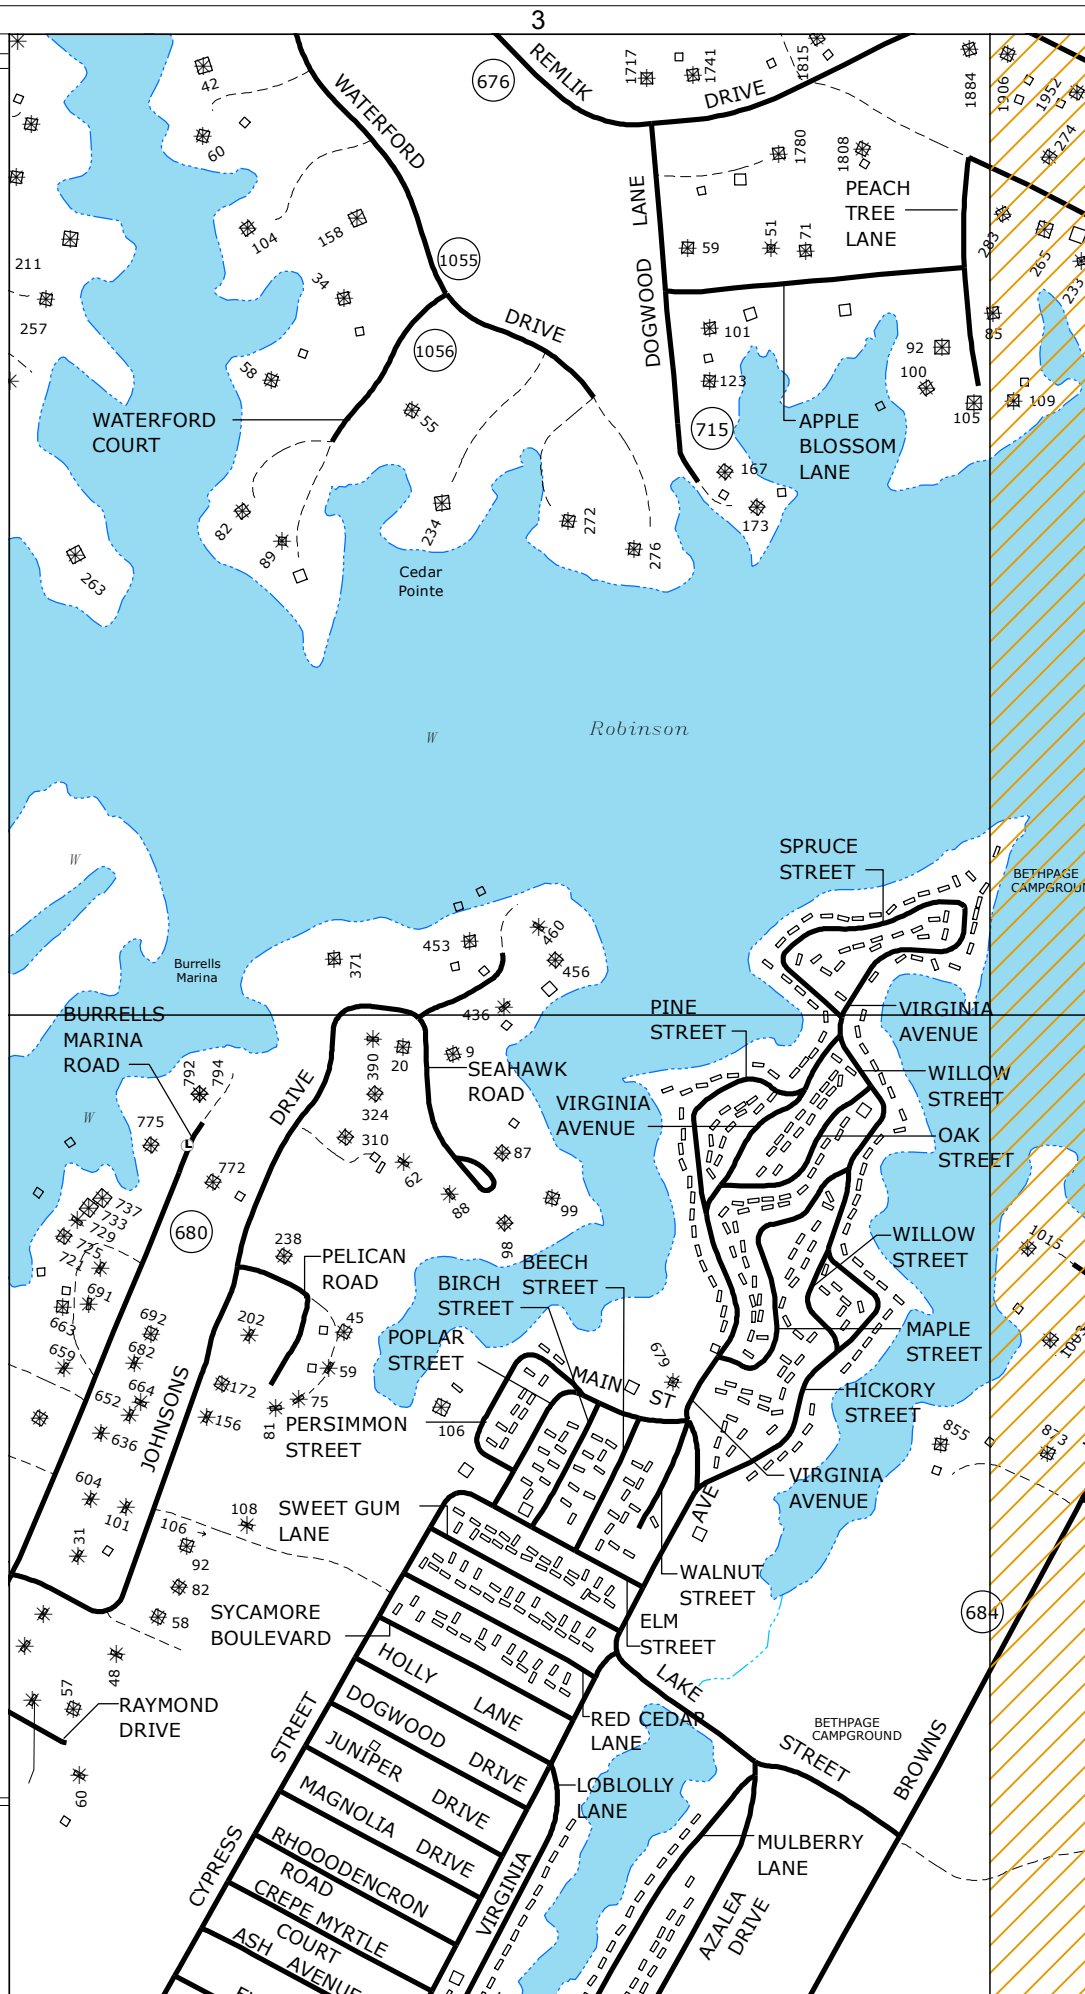 3
REMLIK
DRIVE
676
1717
1741
1815
1884
1906
1952
274
42
60
WATERFORD
1780
1808
104
158
LANE
PEACH
TREE
LANE
59
51
71
283
265
233
211
257
34
1055
DRIVE
DOGWOOD
1056
58
55
101
123
92
100
85
105
109
WATERFORD
COURT
715
APPLE
BLOSSOM
LANE
167
173
82
89
234
272
276
263
Cedar
Pointe
W
Robinson
W
SPRUCE
STREET
BETHPAGE
CAMPGROUN
Burrells
Marina
371
453
460
456
436
PINE
STREET
VIRGINIA
AVENUE
BURRELLS
MARINA
ROAD
792
794
390
20
9
SEAHAWK
ROAD
WILLOW
STREET
VIRGINIA
AVENUE
W
DRIVE
324
310
775
772
62
87
88
99
98
OAK
STREET
737
733
729
725
721
680
238
PELICAN
ROAD
BEECH
STREET
BIRCH
STREET
WILLOW
STREET
1015
691
663
659
692
682
664
652
636
202
45
59
POPLAR
STREET
MAPLE
STREET
679
MAIN
ST
172
156
81
75
PERSIMMON
STREET
106
HICKORY
STREET
855
873
JOHNSONS
604
101
31
108
106
92
82
58
SWEET GUM
LANE
VIRGINIA
AVENUE
AVE
WALNUT
STREET
684
SYCAMORE
BOULEVARD
ELM
STREET
48
57
RAYMOND
DRIVE
60
HOLLY LANE
LAKE
STREET
RED CEDAR
LANE
BETHPAGE
CAMPGROUND
DOGWOOD DRIVE
JUNIPER DRIVE
STREET
CYPRESS
MAGNOLIA DRIVE
LOBLOLLY
LANE
BROWNS
MULBERRY
LANE
RHOOODENCRON
ROAD
CREPE MYRTLE
COURT
VIRGINIA
AZALEA
DRIVE
ASH AVENUE